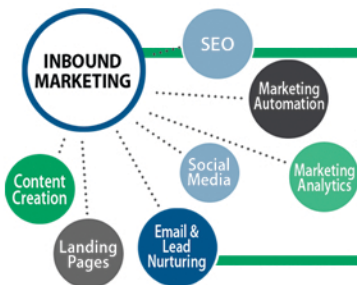 INBOUND
MARKETING
SEO
Marketing
Automation
Social
Media
Marketing
Analytics
Content
Creation
Landing
Pages
Email &
Lead
Nurturing